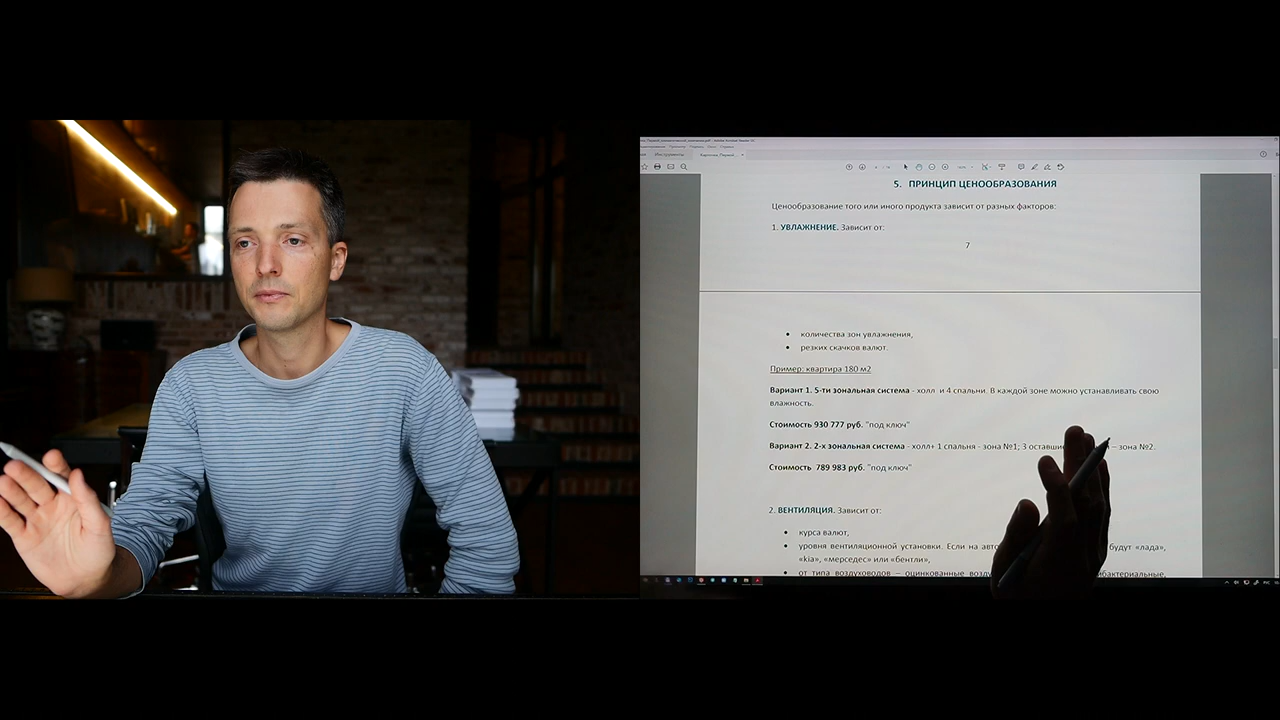 Инструменты
5. ПРИНЦИП ЦЕНООБРАЗОВАНИЯ
Ценообразование того или иного продукта зависит от разных факторов:
1. УВЛАЖНЕНИЕ. Зависит от:
7
• количества зон увлажнения,
• резких скачков валют.
Пример: квартира 180 м2
Вариант 1. 5-ти зональная система - холл и 4 спальни. В каждой зоне можно устанавливать свою
влажность.
Стоимость 930 777 руб. "под ключ"
Вариант 2. 2-х зональная система - холл+ 1 спальня - зона №1; 3 – зона №2.
Стоимость 789 983 руб. "под ключ"
2. ВЕНТИЛЯЦИЯ. Зависит от:
• курса валют,
• уровня вентиляционной установки. Если на будут «лада»,
«kia», «мерседес» или «бентли»,
• от типа воздуховодов – оцинкованные